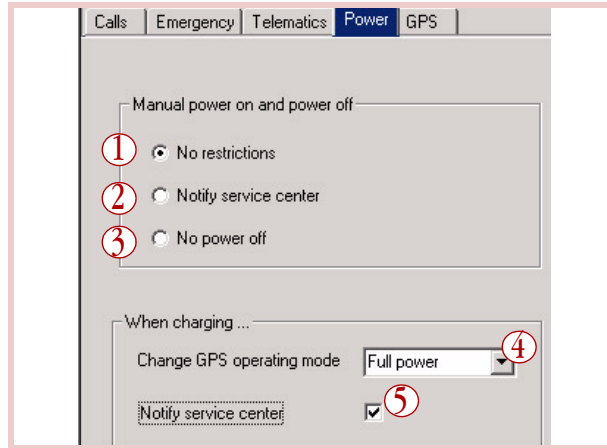 Calls Emergency Telematics Power GPS
Manual power on and power off
1 No restrictions
2 Notify service center
3 No power off
When charging ...
Change GPS operating mode Full power 4
Notify service center 5